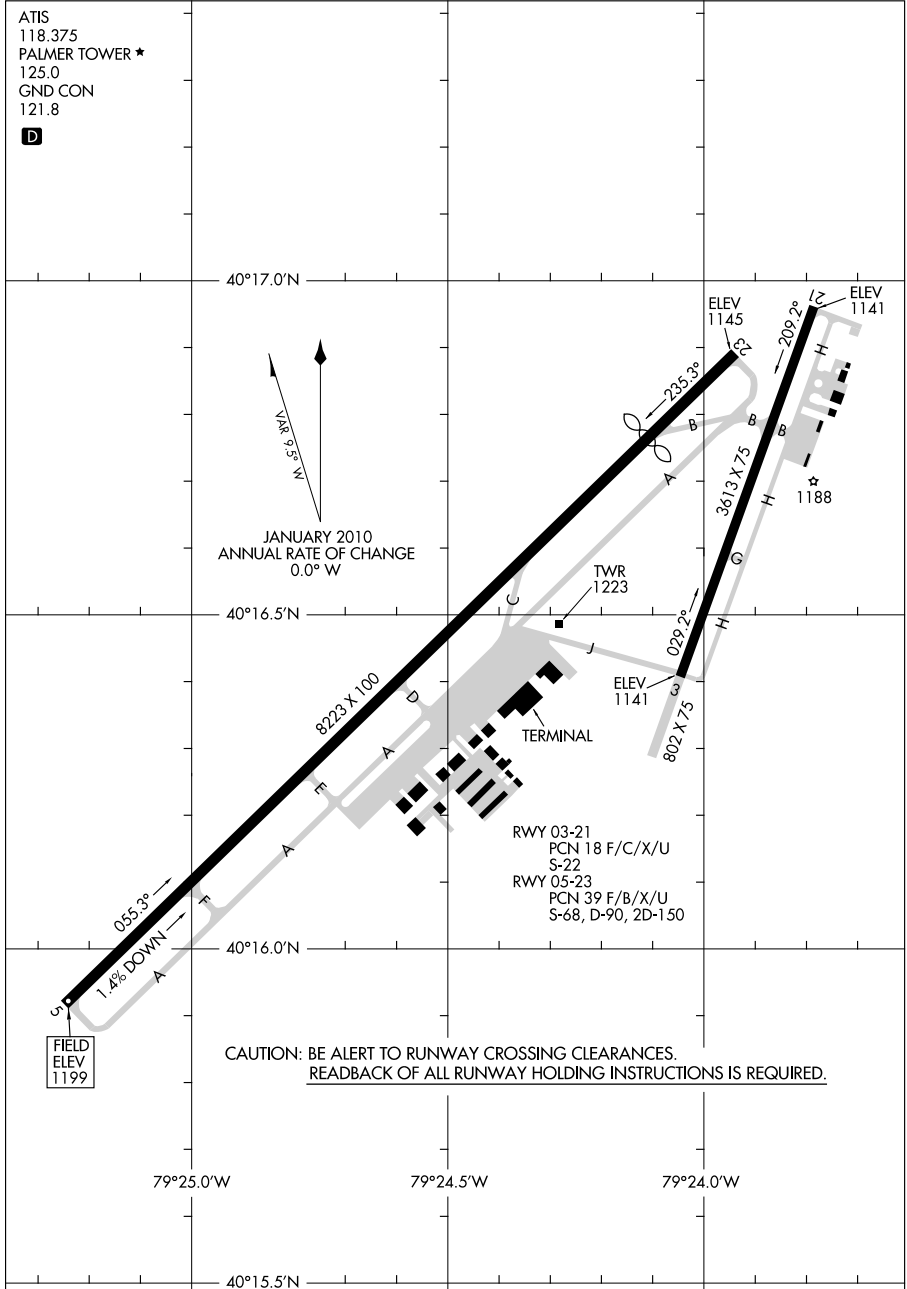 ATIS
118.375
PALMER TOWER ★
125.0
GND CON
121.8
D
40°17.0'N
ELEV
1145
23
235.3°
21
ELEV
1141
209.2°
H
VAR 9.5° W
JANUARY 2010
ANNUAL RATE OF CHANGE
0.0° W
B
B
B
A
3613 X 75
H
1188
G
H
TWR
1223
40°16.5'N
C
J
029.2°
ELEV
1141
3
802 X 75
8223 X 100
D
TERMINAL
A
E
A
RWY 03-21
PCN 18 F/C/X/U
S-22
RWY 05-23
PCN 39 F/B/X/U
S-68, D-90, 2D-150
055.3°
F
1.4% DOWN
A
40°16.0'N
5
FIELD
ELEV
1199
CAUTION: BE ALERT TO RUNWAY CROSSING CLEARANCES.
READBACK OF ALL RUNWAY HOLDING INSTRUCTIONS IS REQUIRED.
79°25.0'W
79°24.5'W
79°24.0'W
40°15.5'N